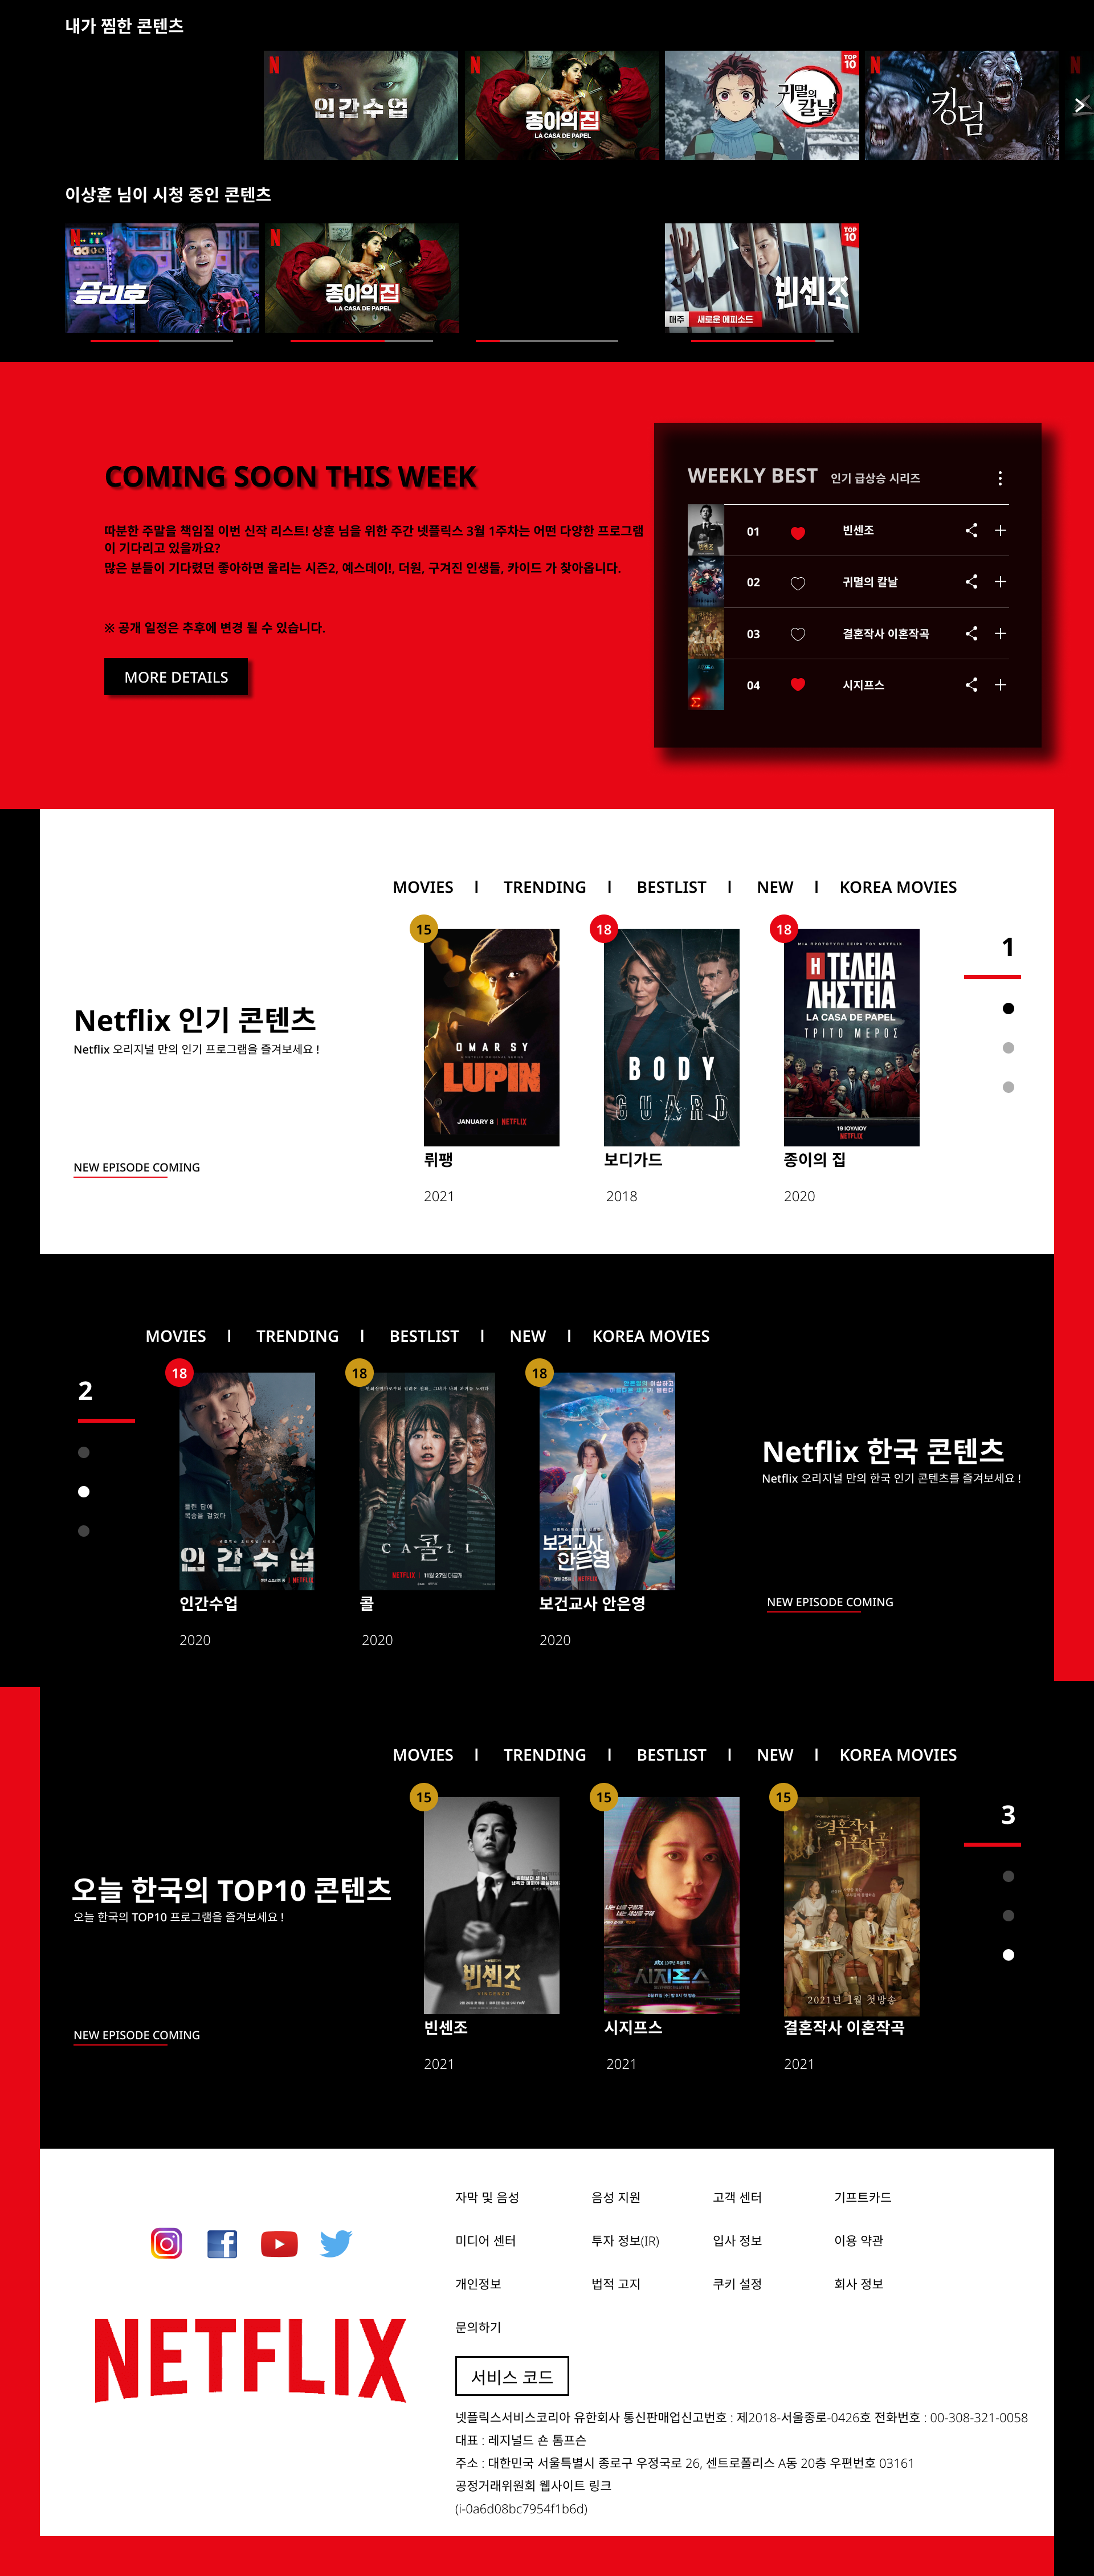 내가 찜한 콘텐츠
인간수업
종이의 집
LA CASA DE PAPEL
TOP 10
귀멸의 칼날
킹덤
이상훈 님이 시청 중인 콘텐츠
승리호
종이의 집
LA CASA DE PAPEL
TOP 10
빈센조
매주 새로운 에피소드
COMING SOON THIS WEEK
따분한 주말을 책임질 이번 신작 리스트! 상훈 님을 위한 주간 넷플릭스 3월 1주차는 어떤 다양한 프로그램
이 기다리고 있을까요?
많은 분들이 기다렸던 좋아하면 울리는 시즌2, 예스데이!, 더윈, 구겨진 인생들, 카이드 가 찾아옵니다.
※ 공개 일정은 추후에 변경 될 수 있습니다.
MORE DETAILS
WEEKLY BEST 인기 급상승 시리즈
01 빈센조
02 귀멸의 칼날
03 결혼작사 이혼작곡
04 시지프스
MOVIES l TRENDING l BESTLIST l NEW l KOREA MOVIES
15 18 18
1
Netflix 인기 콘텐츠
Netflix 오리지널 만의 인기 프로그램을 즐겨보세요 !
NEW EPISODE COMING
OMAR SY
LUPIN
JANUARY 8 | NETFLIX
BODY
GUARD
ΜΙΑ ΠΡΩΤΟΤΥΠΗ ΣΕΙΡΑ ΤΟΥ NETFLIX
Η ΤΕΛΕΙΑ
ΛΗΣΤΕΙΑ
LA CASA DE PAPEL
ΤΡΙΤΟ ΜΕΡΟΣ
19 ΙΟΥΛΙΟΥ
NETFLIX
뤼팽 보디가드 종이의 집
2021 2018 2020
MOVIES l TRENDING l BESTLIST l NEW l KOREA MOVIES
2
18 18 18
틀린 답에
목숨을 걸었다
인간수업
CALL 콜
NETFLIX | 11월 27일 대공개
보건교사 안은영
Netflix 한국 콘텐츠
Netflix 오리지널 만의 한국 인기 콘텐츠를 즐겨보세요 !
NEW EPISODE COMING
인간수업 콜 보건교사 안은영
2020 2020 2020
MOVIES l TRENDING l BESTLIST l NEW l KOREA MOVIES
15 15 15
3
오늘 한국의 TOP10 콘텐츠
오늘 한국의 TOP10 프로그램을 즐겨보세요 !
NEW EPISODE COMING
빈센조
VINCENZO
시지프스
결혼작사
이혼작곡
2021년 1월 첫방송
빈센조 시지프스 결혼작사 이혼작곡
2021 2021 2021
자막 및 음성 음성 지원 고객 센터 기프트카드
미디어 센터 투자 정보(IR) 입사 정보 이용 약관
개인정보 법적 고지 쿠키 설정 회사 정보
문의하기
NETFLIX
서비스 코드
넷플릭스서비스코리아 유한회사 통신판매업신고번호 : 제2018-서울종로-0426호 전화번호 : 00-308-321-0058
대표 : 레지널드 숀 톰프슨
주소 : 대한민국 서울특별시 종로구 우정국로 26, 센트로폴리스 A동 20층 우편번호 03161
공정거래위원회 웹사이트 링크
(i-0a6d08bc7954f1b6d)